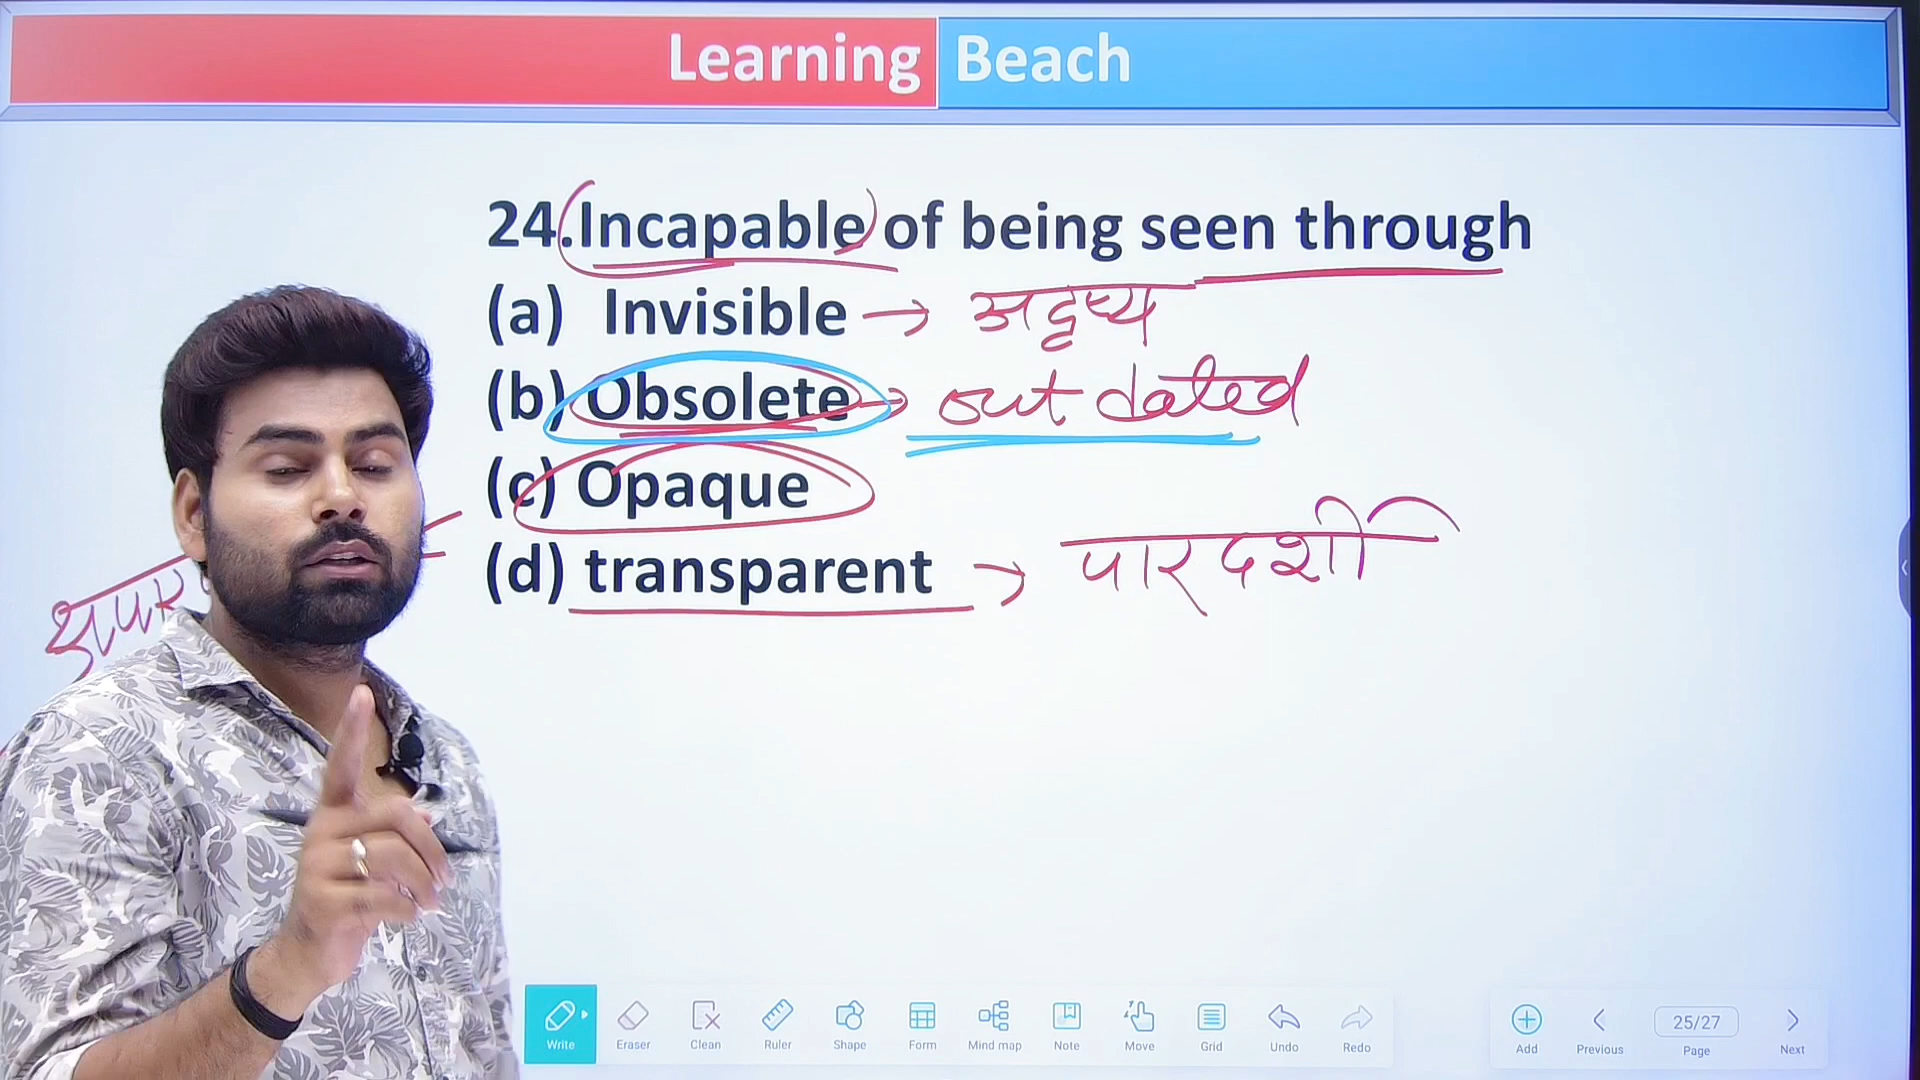 Learning Beach
24.Incapable of being seen through
(a) Invisible → अदृष्य
(b) Obsolete → out dated
(c) Opaque
(d) transparent → पारदर्शी
Write Eraser Clean Ruler Shape Form Mind map Note Move Grid Undo Redo Add Previous 25/27 Page Next